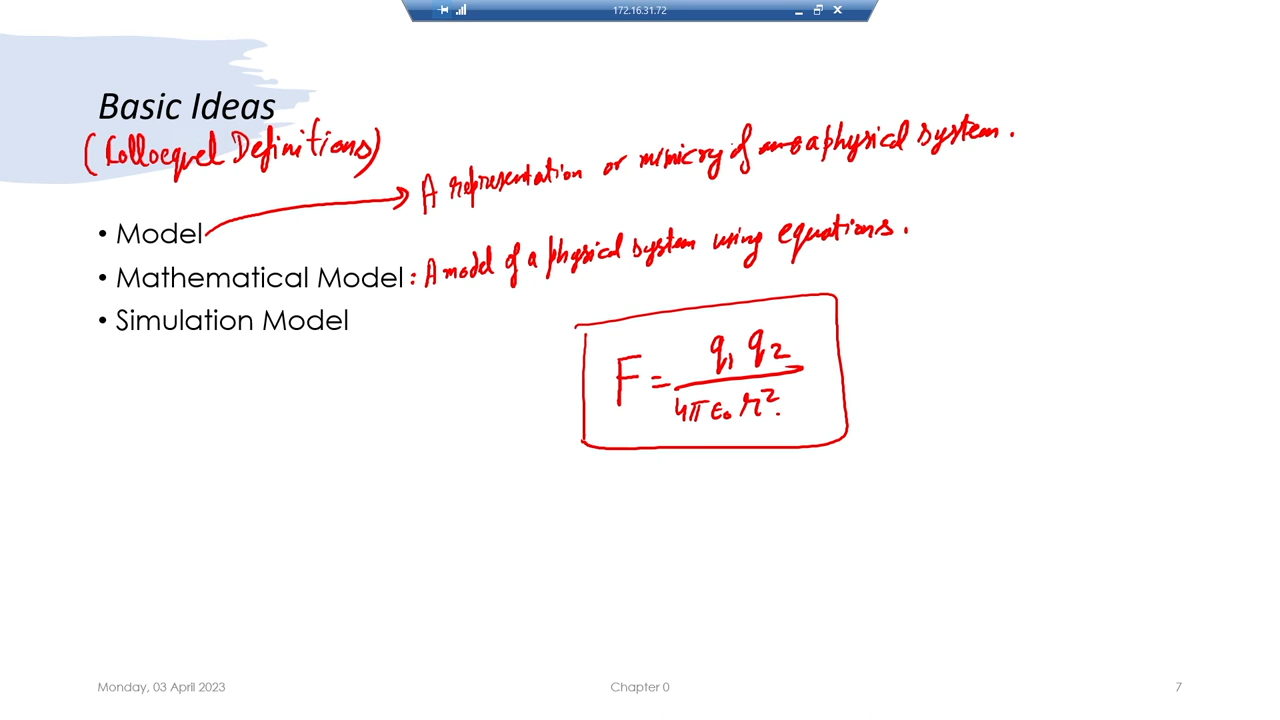 172.16.31.72
Basic Ideas
(Colloequel Definitions)
A representation or mimicry of a physical system.
• Model
• Mathematical Model : A model of a physical system using equations.
• Simulation Model
F = q₁ q₂ / 4πε₀ r²
Monday, 03 April 2023
Chapter 0
7